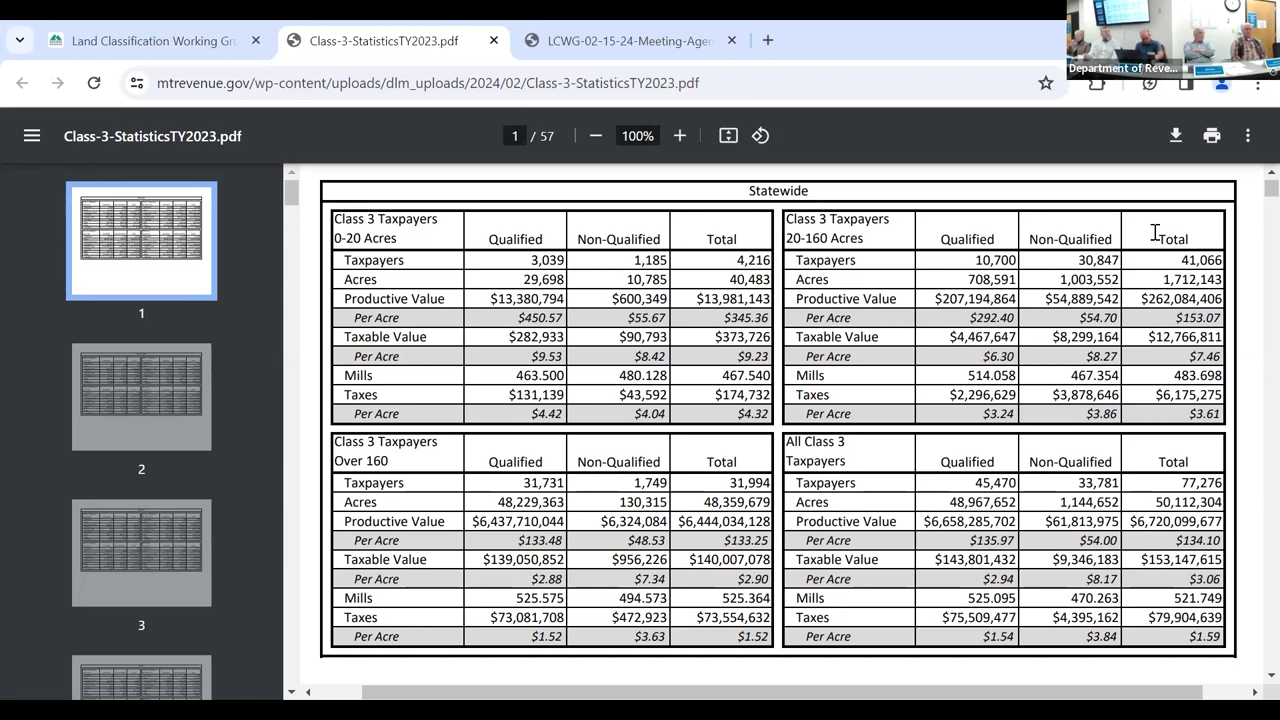 Land Classification Working Gro
Class-3-StatisticsTY2023.pdf
LCWG-02-15-24-Meeting-Agen
Department of Reve...
mtrevenue.gov/wp-content/uploads/dlm_uploads/2024/02/Class-3-StatisticsTY2023.pdf
Class-3-StatisticsTY2023.pdf
1 / 57
100%
1
2
3
Statewide
Class 3 Taxpayers
0-20 Acres Qualified Non-Qualified Total
Taxpayers 3,039 1,185 4,216
Acres 29,698 10,785 40,483
Productive Value $13,380,794 $600,349 $13,981,143
Per Acre $450.57 $55.67 $345.36
Taxable Value $282,933 $90,793 $373,726
Per Acre $9.53 $8.42 $9.23
Mills 463.500 480.128 467.540
Taxes $131,139 $43,592 $174,732
Per Acre $4.42 $4.04 $4.32
Class 3 Taxpayers
20-160 Acres Qualified Non-Qualified Total
Taxpayers 10,700 30,847 41,066
Acres 708,591 1,003,552 1,712,143
Productive Value $207,194,864 $54,889,542 $262,084,406
Per Acre $292.40 $54.70 $153.07
Taxable Value $4,467,647 $8,299,164 $12,766,811
Per Acre $6.30 $8.27 $7.46
Mills 514.058 467.354 483.698
Taxes $2,296,629 $3,878,646 $6,175,275
Per Acre $3.24 $3.86 $3.61
Class 3 Taxpayers
Over 160 Qualified Non-Qualified Total
Taxpayers 31,731 1,749 31,994
Acres 48,229,363 130,315 48,359,679
Productive Value $6,437,710,044 $6,324,084 $6,444,034,128
Per Acre $133.48 $48.53 $133.25
Taxable Value $139,050,852 $956,226 $140,007,078
Per Acre $2.88 $7.34 $2.90
Mills 525.575 494.573 525.364
Taxes $73,081,708 $472,923 $73,554,632
Per Acre $1.52 $3.63 $1.52
All Class 3
Taxpayers Qualified Non-Qualified Total
Taxpayers 45,470 33,781 77,276
Acres 48,967,652 1,144,652 50,112,304
Productive Value $6,658,285,702 $61,813,975 $6,720,099,677
Per Acre $135.97 $54.00 $134.10
Taxable Value $143,801,432 $9,346,183 $153,147,615
Per Acre $2.94 $8.17 $3.06
Mills 525.095 470.263 521.749
Taxes $75,509,477 $4,395,162 $79,904,639
Per Acre $1.54 $3.84 $1.59